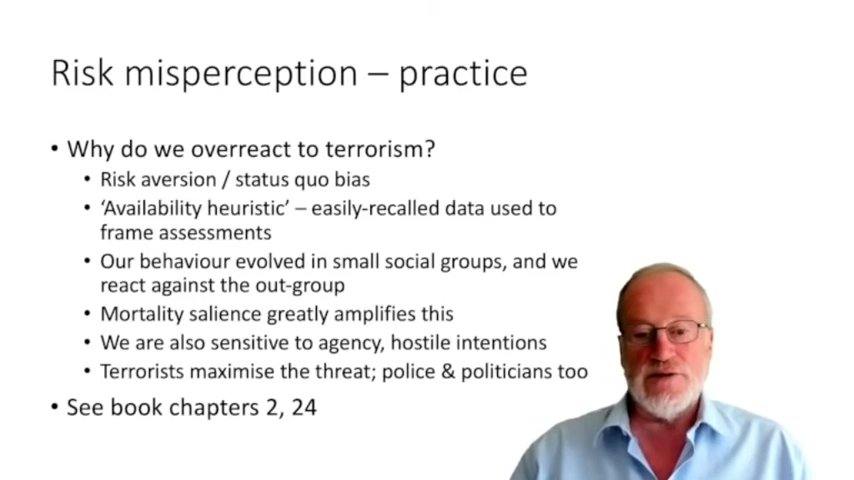 Risk misperception – practice
• Why do we overreact to terrorism?
• Risk aversion / status quo bias
• ‘Availability heuristic’ – easily-recalled data used to
frame assessments
• Our behaviour evolved in small social groups, and we
react against the out-group
• Mortality salience greatly amplifies this
• We are also sensitive to agency, hostile intentions
• Terrorists maximise the threat; police & politicians too
• See book chapters 2, 24